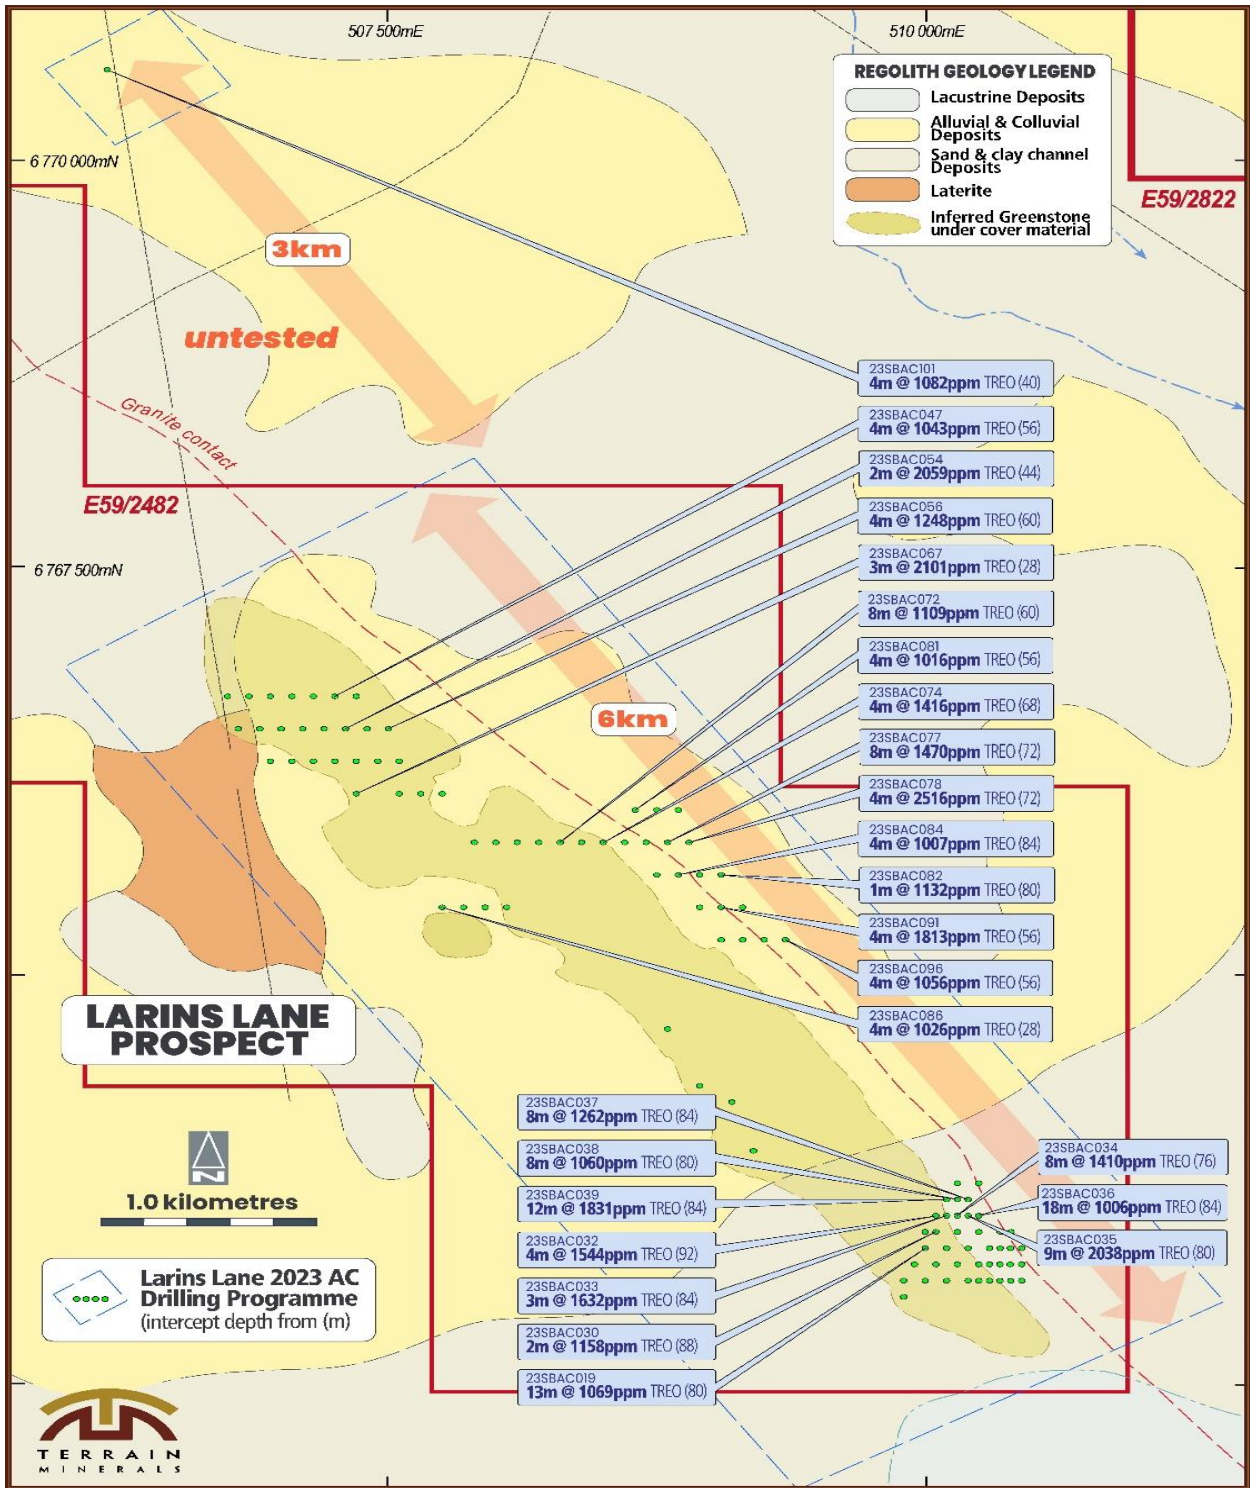 507 500mE
510 000mE
REGOLITH GEOLOGY LEGEND
Lacustrine Deposits
Alluvial & Colluvial
Deposits
Sand & clay channel
Deposits
Laterite
Inferred Greenstone
under cover material
6 770 000mN
E59/2822
3km
untested
Granite contact
E59/2482
6 767 500mN
23SBAC101
4m @ 1082ppm TREO (40)
23SBAC047
4m @ 1043ppm TREO (56)
23SBAC054
2m @ 2059ppm TREO (44)
23SBAC056
4m @ 1248ppm TREO (60)
23SBAC067
3m @ 2101ppm TREO (28)
23SBAC072
8m @ 1109ppm TREO (60)
23SBAC081
4m @ 1016ppm TREO (56)
23SBAC074
4m @ 1416ppm TREO (68)
23SBAC077
8m @ 1470ppm TREO (72)
23SBAC078
4m @ 2516ppm TREO (72)
23SBAC084
4m @ 1007ppm TREO (84)
23SBAC082
1m @ 1132ppm TREO (80)
23SBAC091
4m @ 1813ppm TREO (56)
23SBAC096
4m @ 1056ppm TREO (56)
23SBAC086
4m @ 1026ppm TREO (28)
6km
LARINS LANE
PROSPECT
23SBAC037
8m @ 1262ppm TREO (84)
23SBAC038
8m @ 1060ppm TREO (80)
23SBAC039
12m @ 1831ppm TREO (84)
23SBAC032
4m @ 1544ppm TREO (92)
23SBAC033
3m @ 1632ppm TREO (84)
23SBAC030
2m @ 1158ppm TREO (88)
23SBAC019
13m @ 1069ppm TREO (80)
23SBAC034
8m @ 1410ppm TREO (76)
23SBAC036
18m @ 1006ppm TREO (84)
23SBAC035
9m @ 2038ppm TREO (80)
N
1.0 kilometres
Larins Lane 2023 AC
Drilling Programme
(intercept depth from (m)
TERRAIN
MINERALS